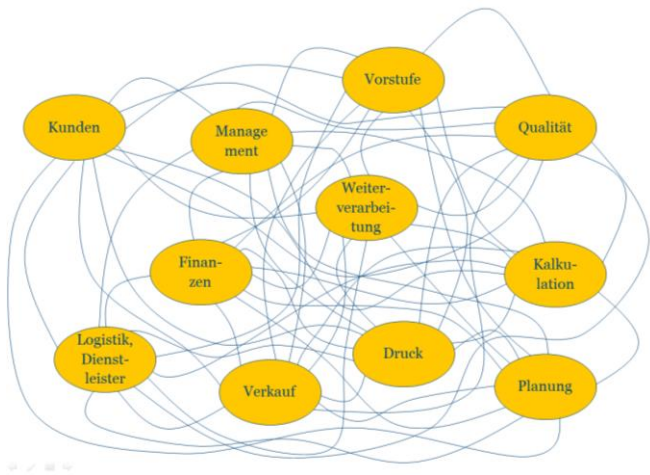 Vorstufe
Kunden
Manage
ment
Qualität
Weiter-
verarbei-
tung
Finan-
zen
Kalku-
lation
Logistik,
Dienst-
leister
Druck
Verkauf
Planung